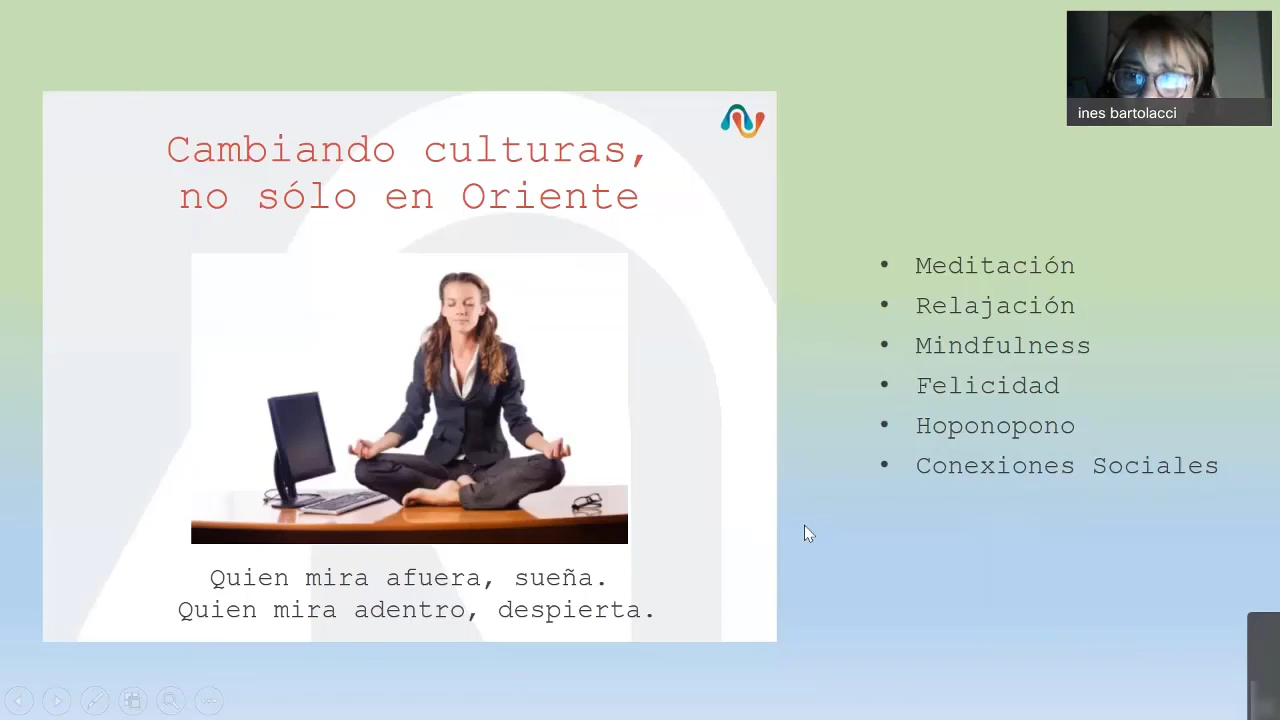 ines bartolacci
Cambiando culturas,
no sólo en Oriente
Quien mira afuera, sueña.
Quien mira adentro, despierta.
• Meditación
• Relajación
• Mindfulness
• Felicidad
• Hoponopono
• Conexiones Sociales